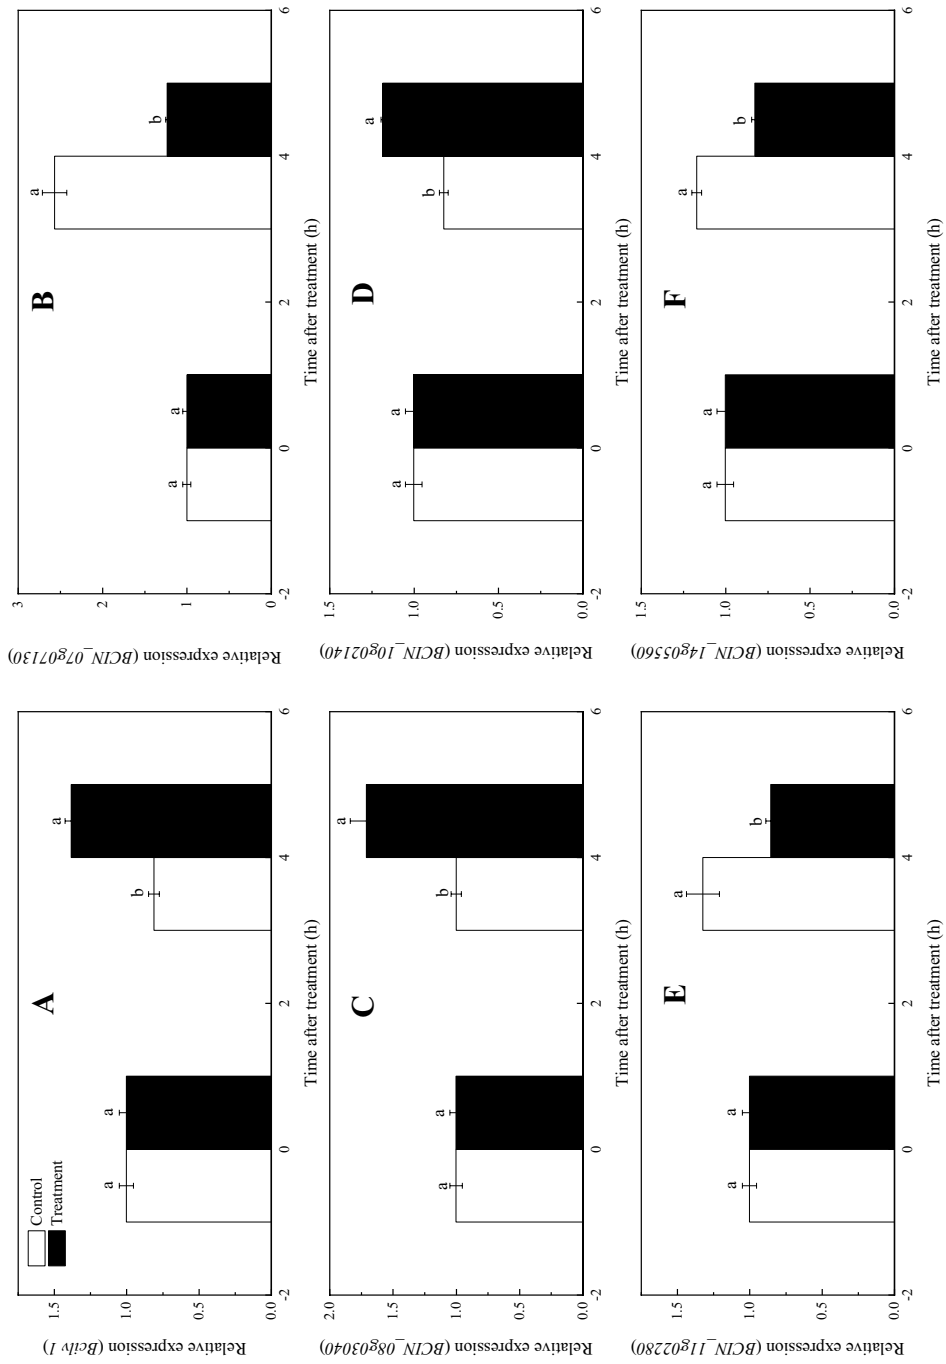 Control
Treatment
A
a
a
b
a
0.0
0.5
1.0
1.5
-2
0
2
4
6
Time after treatment (h)
Relative expression (Bcilv 1)
B
a
a
a
b
0
1
2
3
-2
0
2
4
6
Time after treatment (h)
Relative expression (BCIN_07g07130)
C
a
a
b
a
0.0
0.5
1.0
1.5
2.0
-2
0
2
4
6
Time after treatment (h)
Relative expression (BCIN_08g03040)
D
a
a
b
a
0.0
0.5
1.0
1.5
-2
0
2
4
6
Time after treatment (h)
Relative expression (BCIN_10g02140)
E
a
a
a
b
0.0
0.5
1.0
1.5
-2
0
2
4
6
Time after treatment (h)
Relative expression (BCIN_11g02280)
F
a
a
a
b
0.0
0.5
1.0
1.5
-2
0
2
4
6
Time after treatment (h)
Relative expression (BCIN_14g05560)